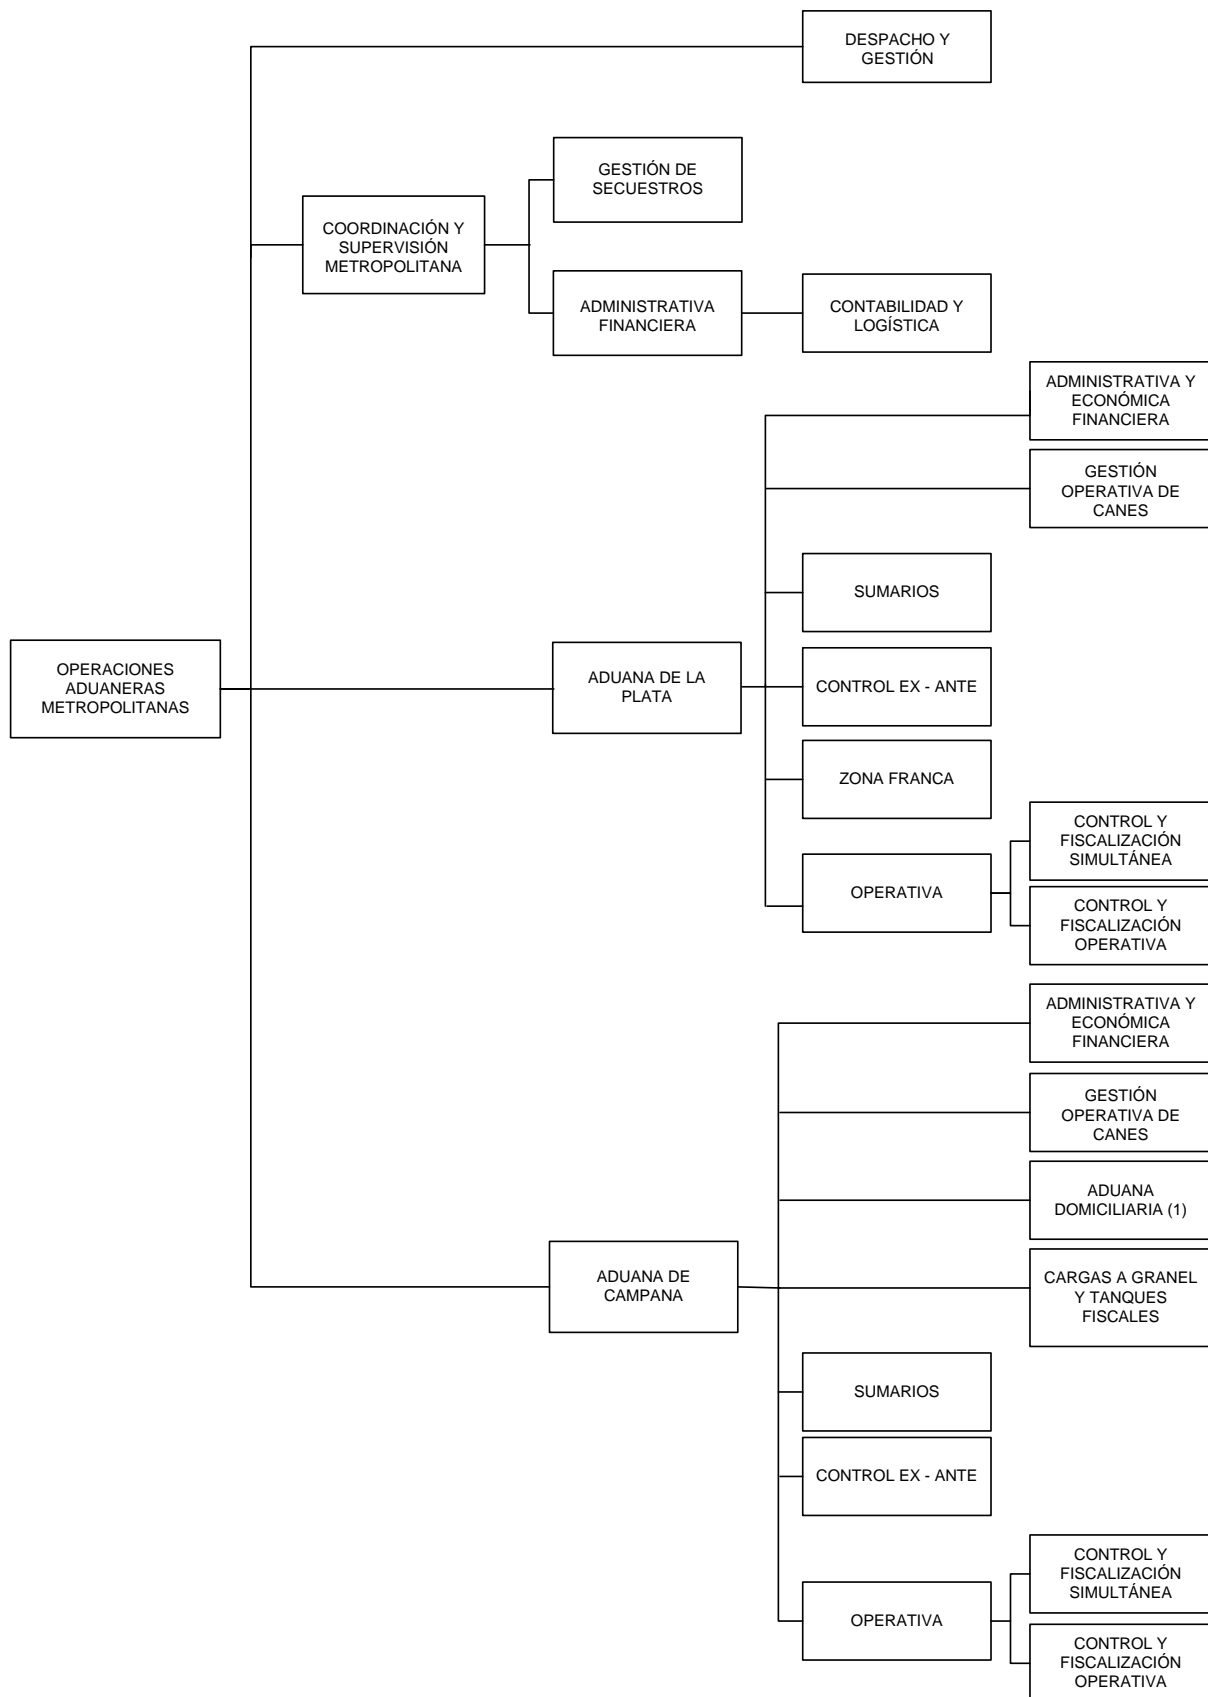 DESPACHO Y
GESTIÓN
GESTIÓN DE
SECUESTROS
COORDINACIÓN Y
SUPERVISIÓN
METROPOLITANA
ADMINISTRATIVA
FINANCIERA
CONTABILIDAD Y
LOGÍSTICA
ADMINISTRATIVA Y
ECONÓMICA
FINANCIERA
GESTIÓN
OPERATIVA DE
CANES
SUMARIOS
OPERACIONES
ADUANERAS
METROPOLITANAS
ADUANA DE LA
PLATA
CONTROL EX - ANTE
ZONA FRANCA
CONTROL Y
FISCALIZACIÓN
SIMULTÁNEA
OPERATIVA
CONTROL Y
FISCALIZACIÓN
OPERATIVA
ADMINISTRATIVA Y
ECONÓMICA
FINANCIERA
GESTIÓN
OPERATIVA DE
CANES
ADUANA
DOMICILIARIA (1)
ADUANA DE
CAMPANA
CARGAS A GRANEL
Y TANQUES
FISCALES
SUMARIOS
CONTROL EX - ANTE
CONTROL Y
FISCALIZACIÓN
SIMULTÁNEA
OPERATIVA
CONTROL Y
FISCALIZACIÓN
OPERATIVA